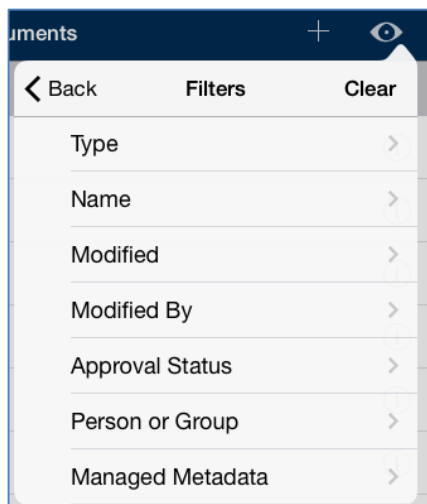 uments
Back Filters Clear
Type
Name
Modified
Modified By
Approval Status
Person or Group
Managed Metadata